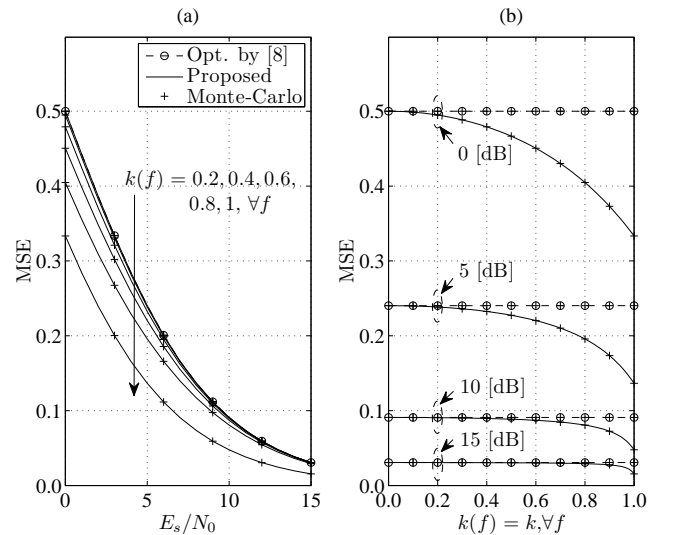 (a)
Opt. by [8]
Proposed
Monte-Carlo
k(f) = 0.2, 0.4, 0.6,
0.8, 1, ∀f
MSE
0.5
0.4
0.3
0.2
0.1
0.0
0 5 10 15
E_s/N_0
(b)
0 [dB]
5 [dB]
10 [dB]
15 [dB]
MSE
0.5
0.4
0.3
0.2
0.1
0.0
0.0 0.2 0.4 0.6 0.8 1.0
k(f) = k,∀f